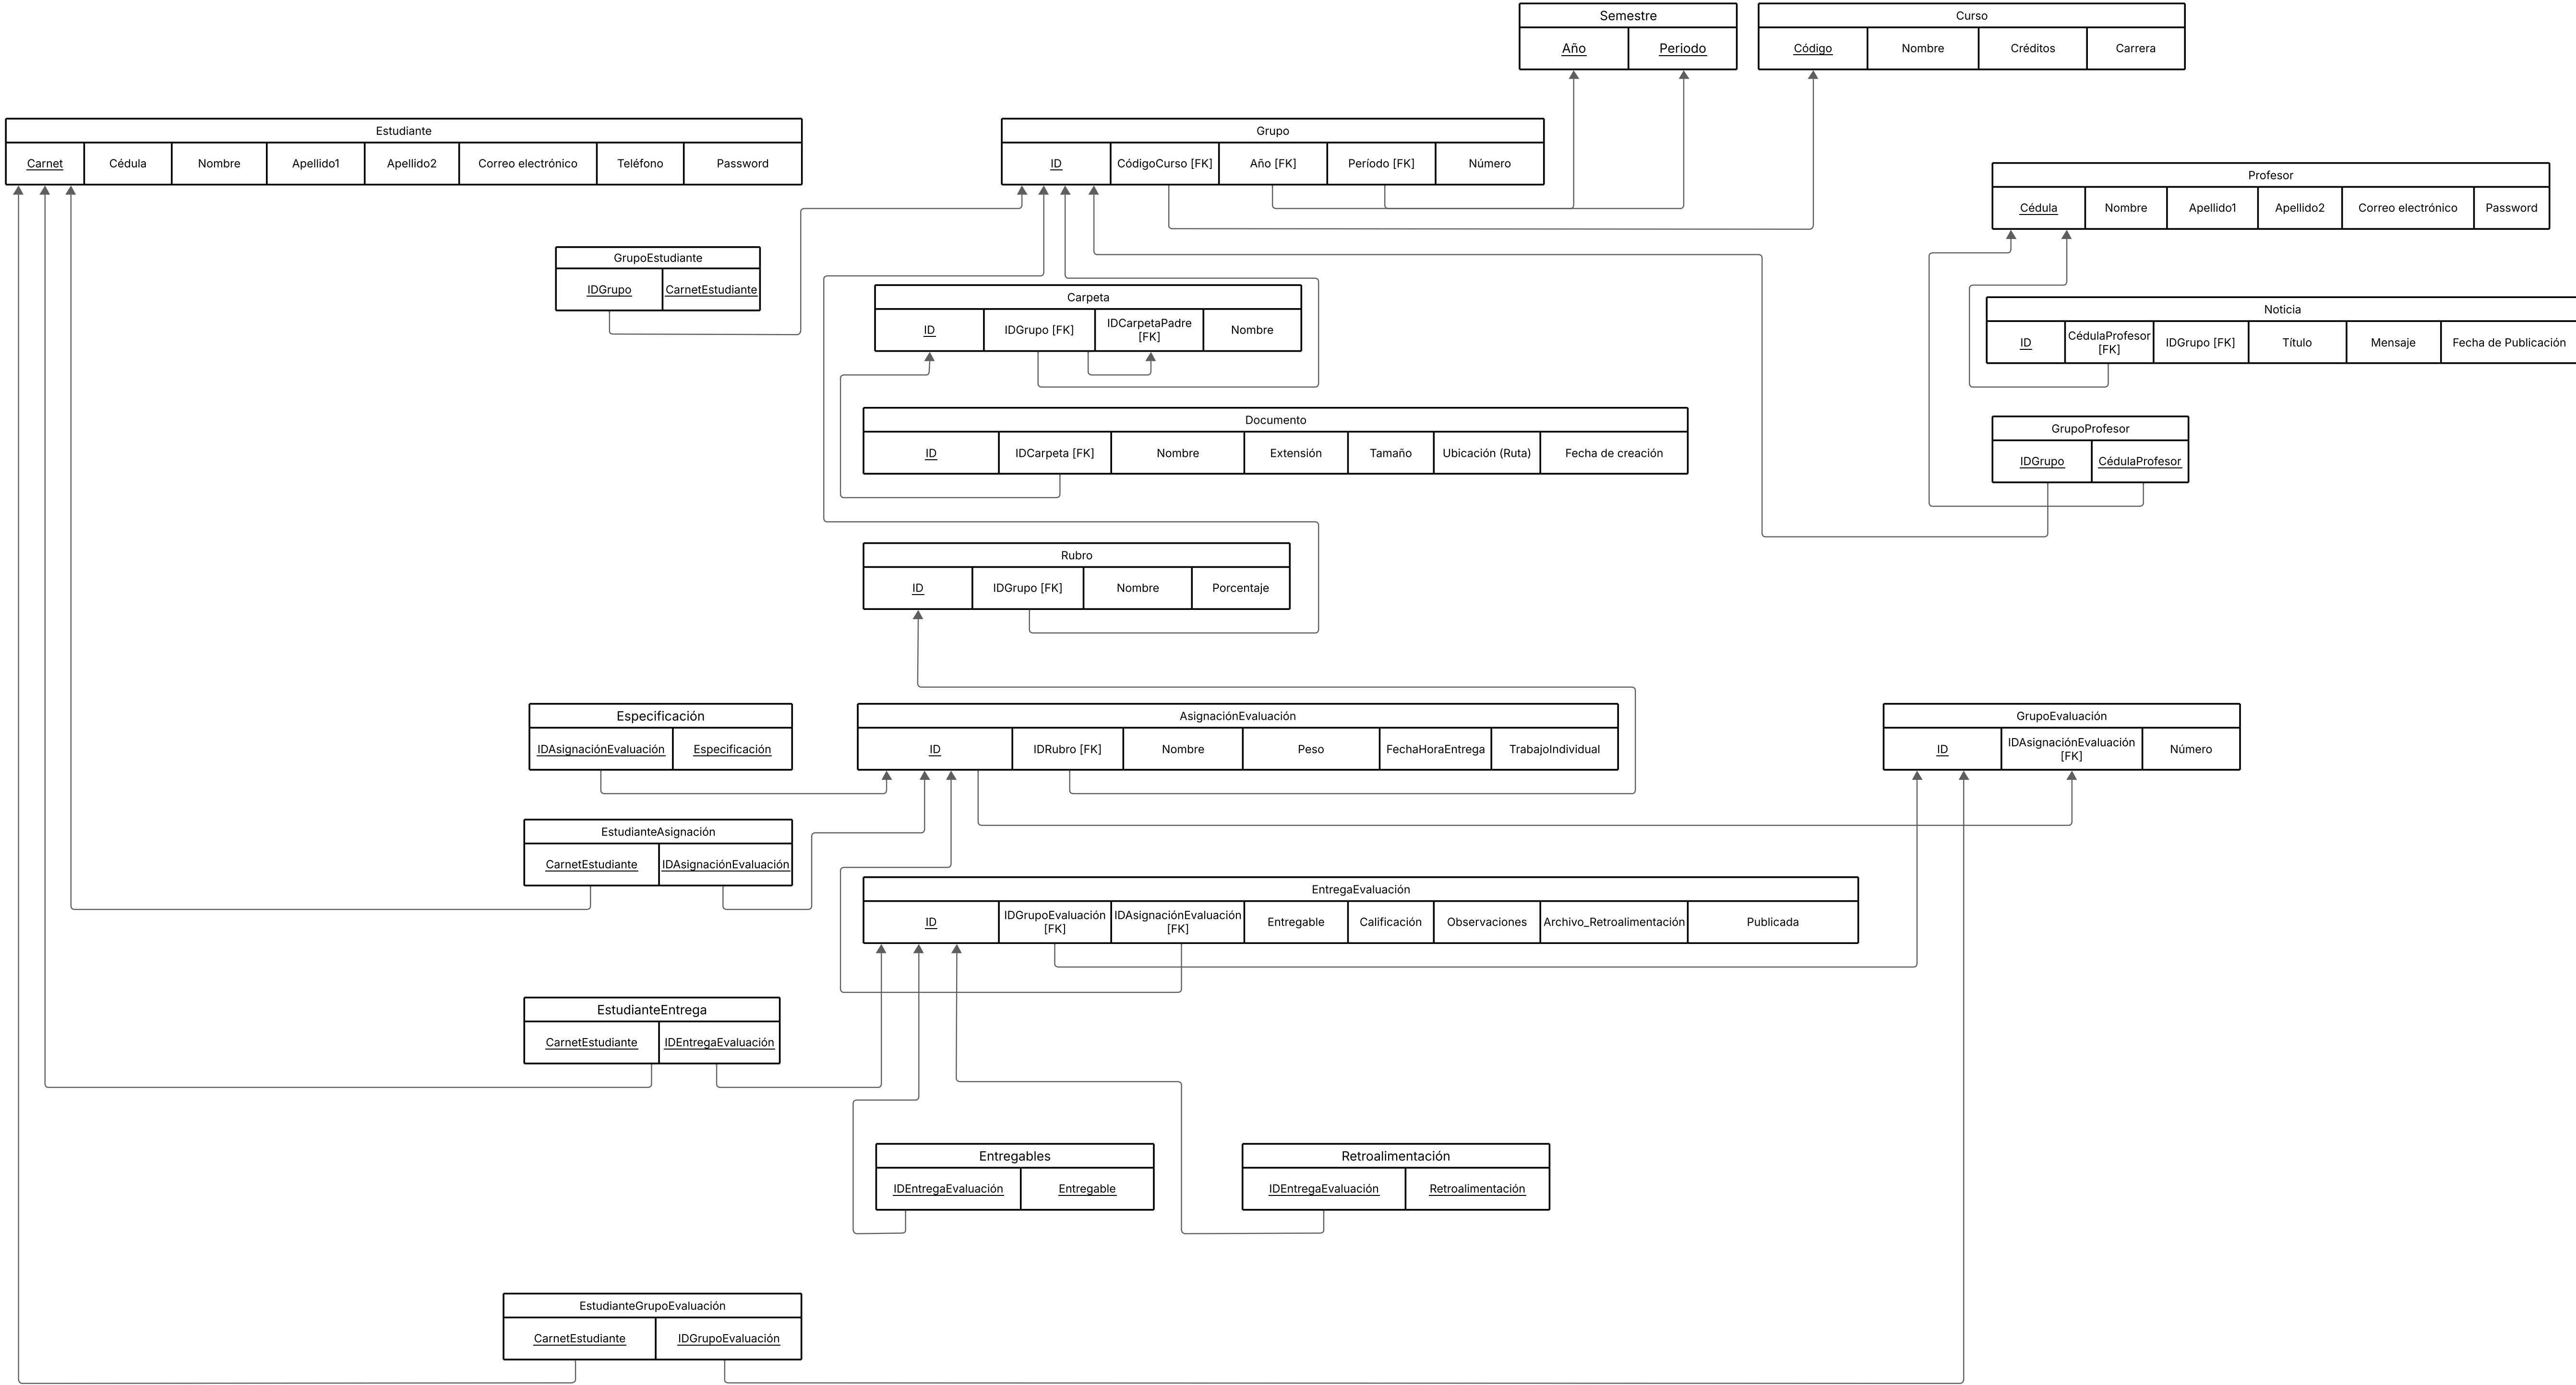 Semestre
Año Periodo
Curso
Código Nombre Créditos Carrera
Estudiante
Carnet Cédula Nombre Apellido1 Apellido2 Correo electrónico Teléfono Password
Grupo
ID CódigoCurso [FK] Año [FK] Período [FK] Número
Profesor
Cédula Nombre Apellido1 Apellido2 Correo electrónico Password
GrupoEstudiante
IDGrupo CarnetEstudiante
Carpeta
ID IDGrupo [FK] IDCarpetaPadre
[FK] Nombre
Noticia
ID CédulaProfesor
[FK] IDGrupo [FK] Título Mensaje Fecha de Publicación
Documento
ID IDCarpeta [FK] Nombre Extensión Tamaño Ubicación (Ruta) Fecha de creación
GrupoProfesor
IDGrupo CédulaProfesor
Rubro
ID IDGrupo [FK] Nombre Porcentaje
Especificación
IDAsignaciónEvaluación Especificación
AsignaciónEvaluación
ID IDRubro [FK] Nombre Peso FechaHoraEntrega TrabajoIndividual
GrupoEvaluación
ID IDAsignaciónEvaluación
[FK] Número
EstudianteAsignación
CarnetEstudiante IDAsignaciónEvaluación
EntregaEvaluación
ID IDGrupoEvaluación
[FK] IDAsignaciónEvaluación
[FK] Entregable Calificación Observaciones Archivo_Retroalimentación Publicada
EstudianteEntrega
CarnetEstudiante IDEntregaEvaluación
Entregables
IDEntregaEvaluación Entregable
Retroalimentación
IDEntregaEvaluación Retroalimentación
EstudianteGrupoEvaluación
CarnetEstudiante IDGrupoEvaluación